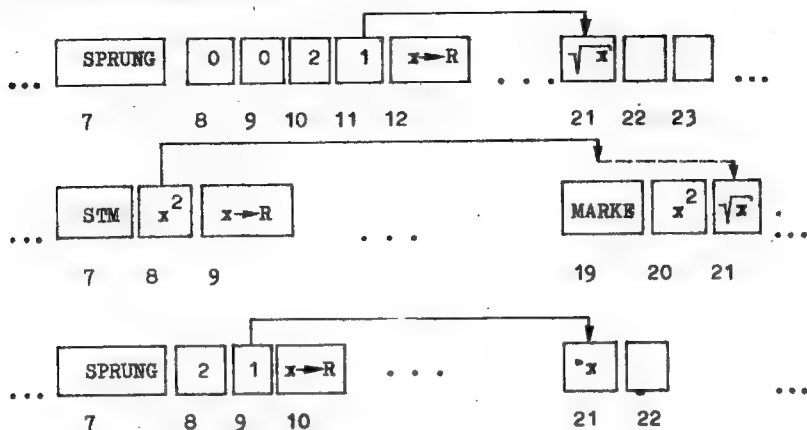 ... SPRUNG 0 0 2 1 x→R ... √x ...
7 8 9 10 11 12 21 22 23
... STM x² x→R ... MARKE x² √x ...
7 8 9 19 20 21
... SPRUNG 2 1 x→R ... x ...
7 8 9 10 21 22